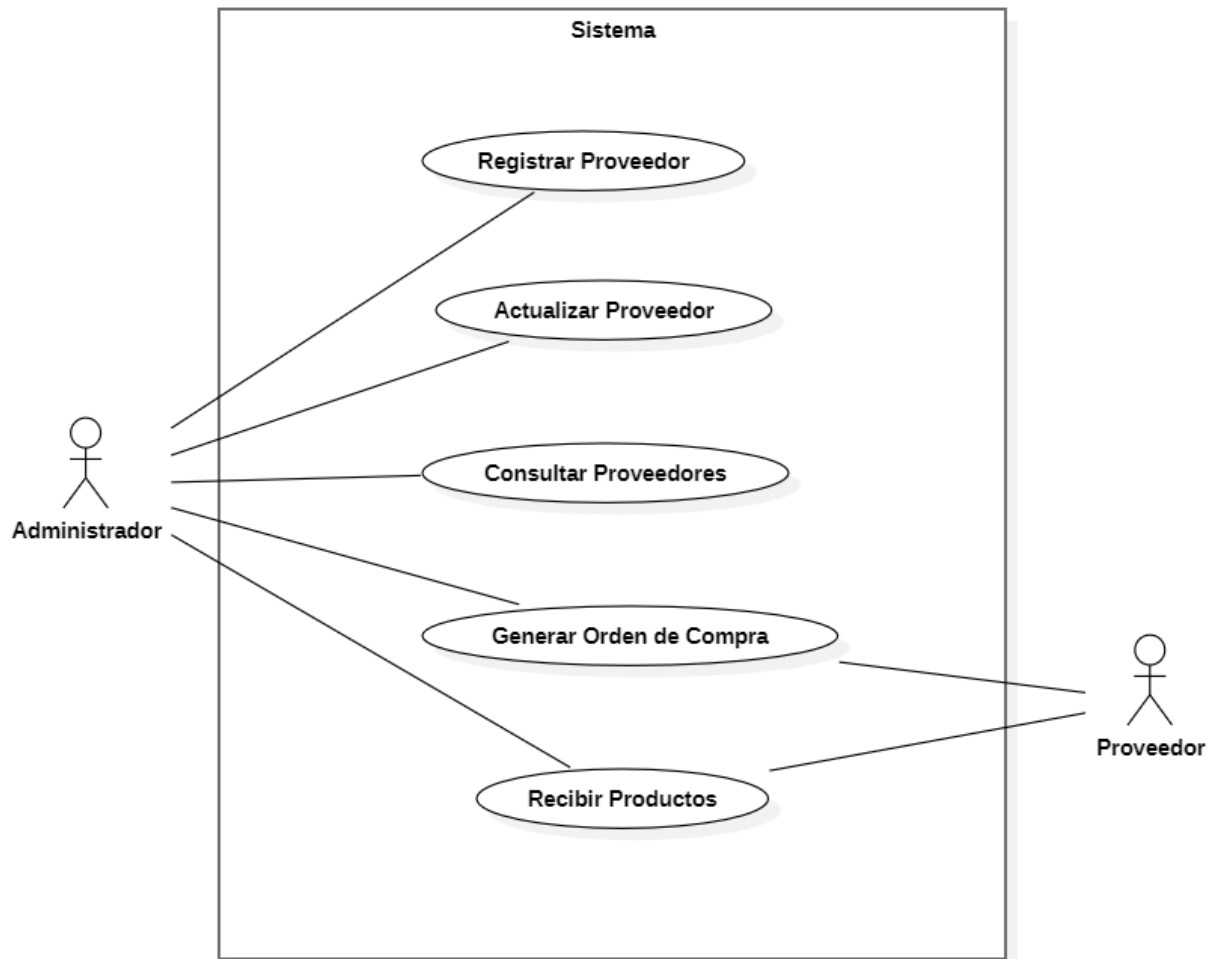 Sistema
Registrar Proveedor
Actualizar Proveedor
Consultar Proveedores
Administrador
Generar Orden de Compra
Proveedor
Recibir Productos